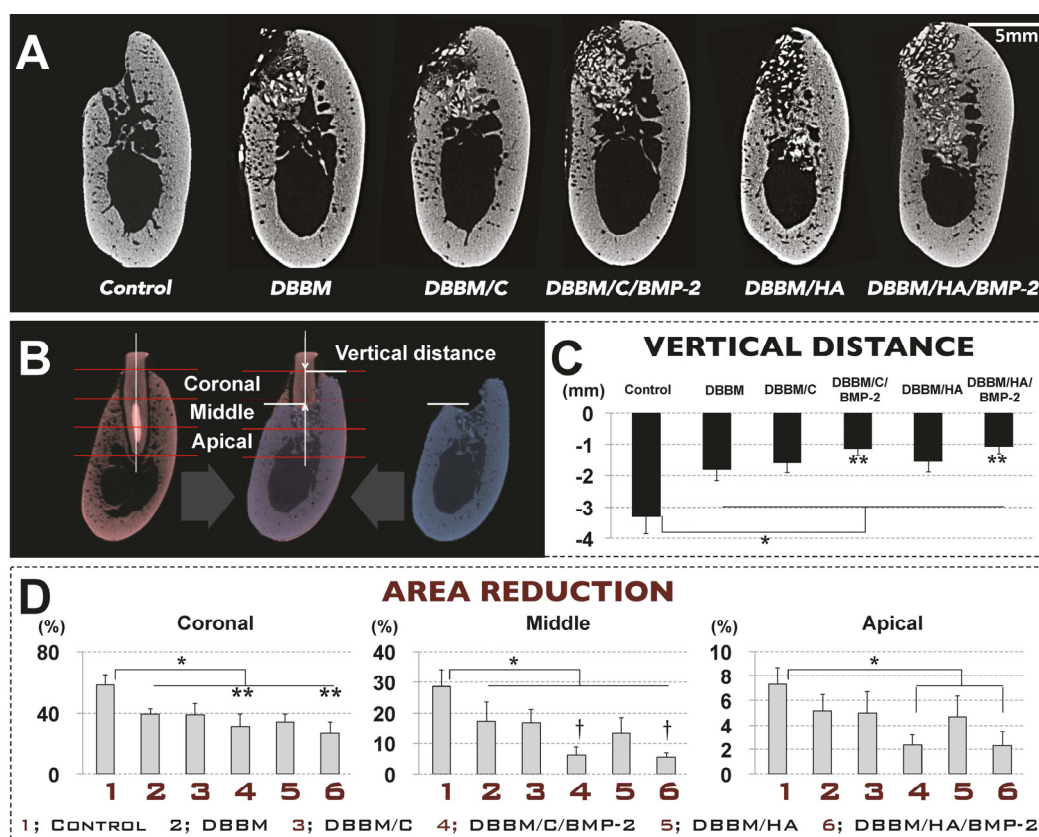 A
5mm
Control DBBM DBBM/C DBBM/C/BMP-2 DBBM/HA DBBM/HA/BMP-2
B
Vertical distance
Coronal
Middle
Apical
C VERTICAL DISTANCE
(mm) Control DBBM DBBM/C DBBM/C/BMP-2 DBBM/HA DBBM/HA/BMP-2
0
-1
** **
-2
-3
*
-4
D AREA REDUCTION
(%) Coronal
80
*
** **
40
0
1 2 3 4 5 6
(%) Middle
40
*
30
20
† †
10
0
1 2 3 4 5 6
(%) Apical
10
*
8
6
4
2
0
1 2 3 4 5 6
1; CONTROL 2; DBBM 3; DBBM/C 4; DBBM/C/BMP-2 5; DBBM/HA 6; DBBM/HA/BMP-2